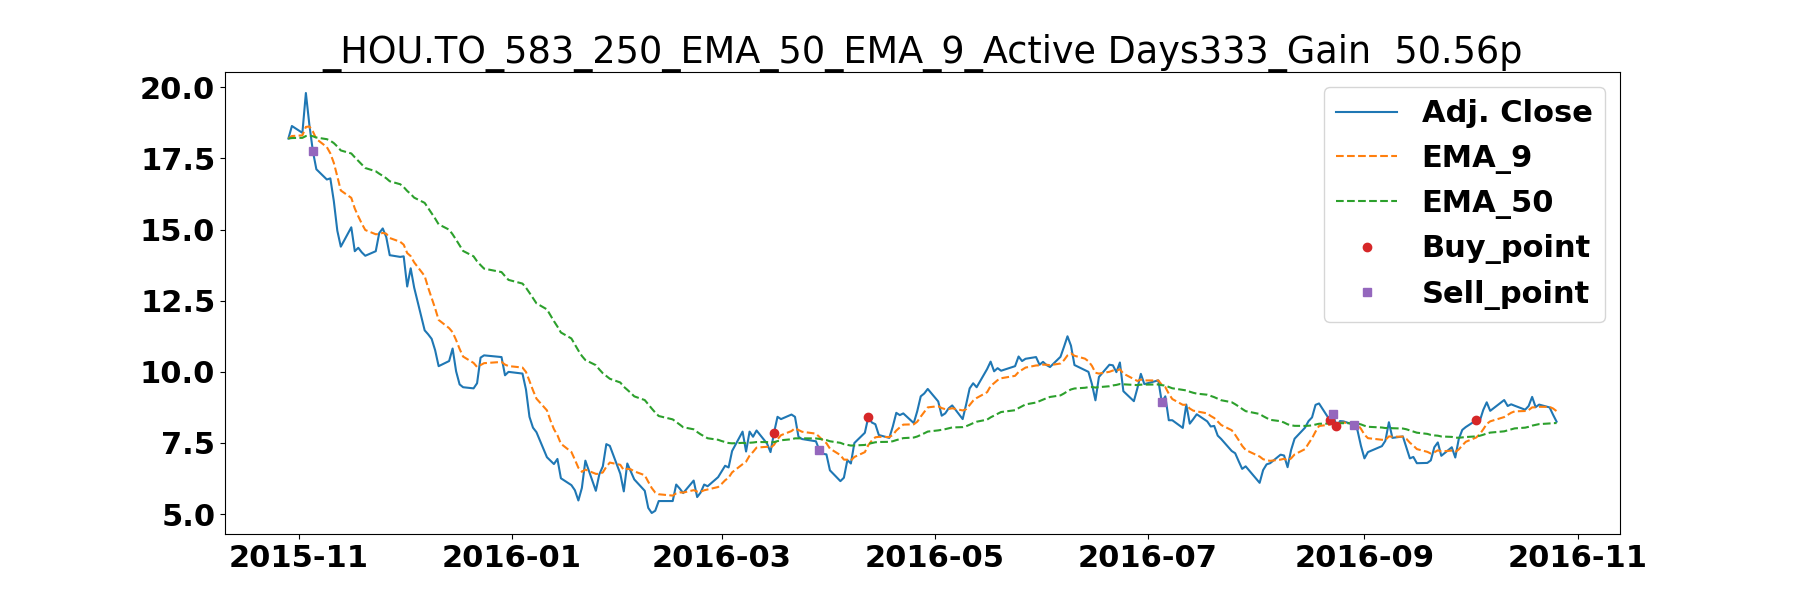 _HOU.TO_583_250_EMA_50_EMA_9_Active Days333_Gain  50.56p
20.0
17.5
15.0
12.5
10.0
7.5
5.0
Adj. Close
EMA_9
EMA_50
Buy_point
Sell_point
2015-11 2016-01 2016-03 2016-05 2016-07 2016-09 2016-11